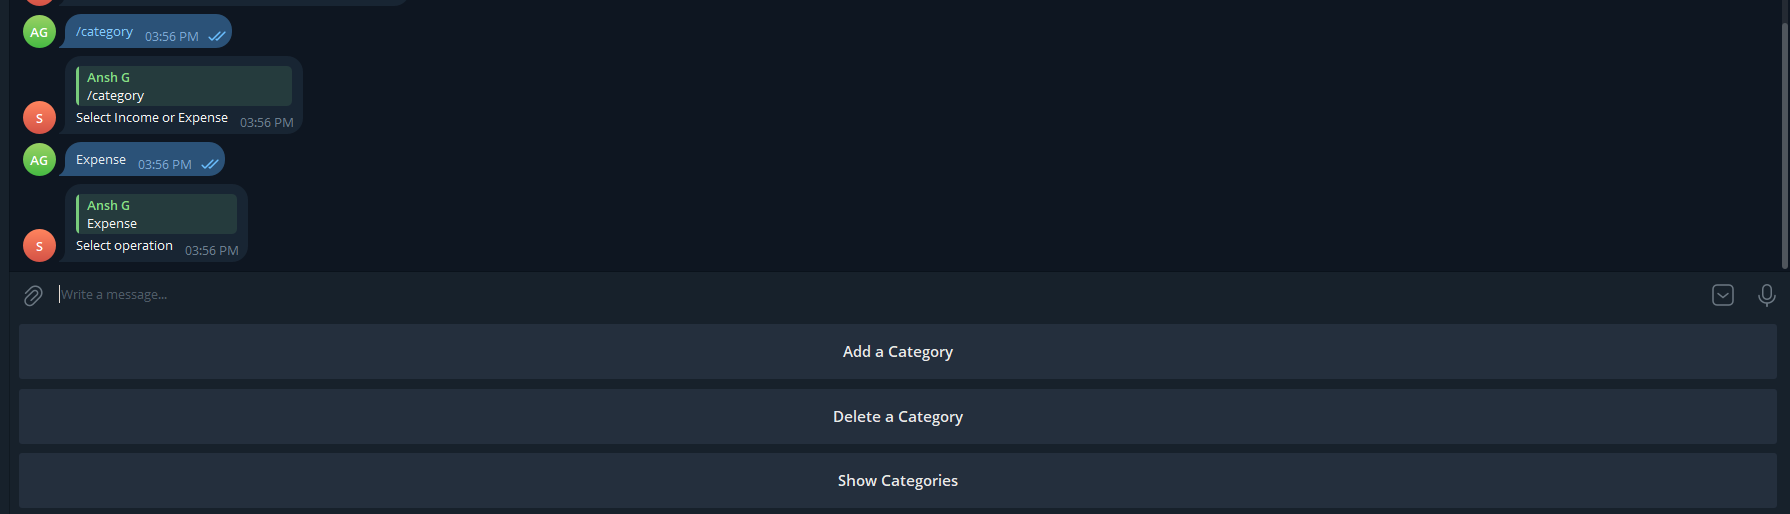 AG
/category 03:56 PM
Ansh G
/category
S
Select Income or Expense 03:56 PM
AG
Expense 03:56 PM
Ansh G
Expense
S
Select operation 03:56 PM
Write a message...
Add a Category
Delete a Category
Show Categories